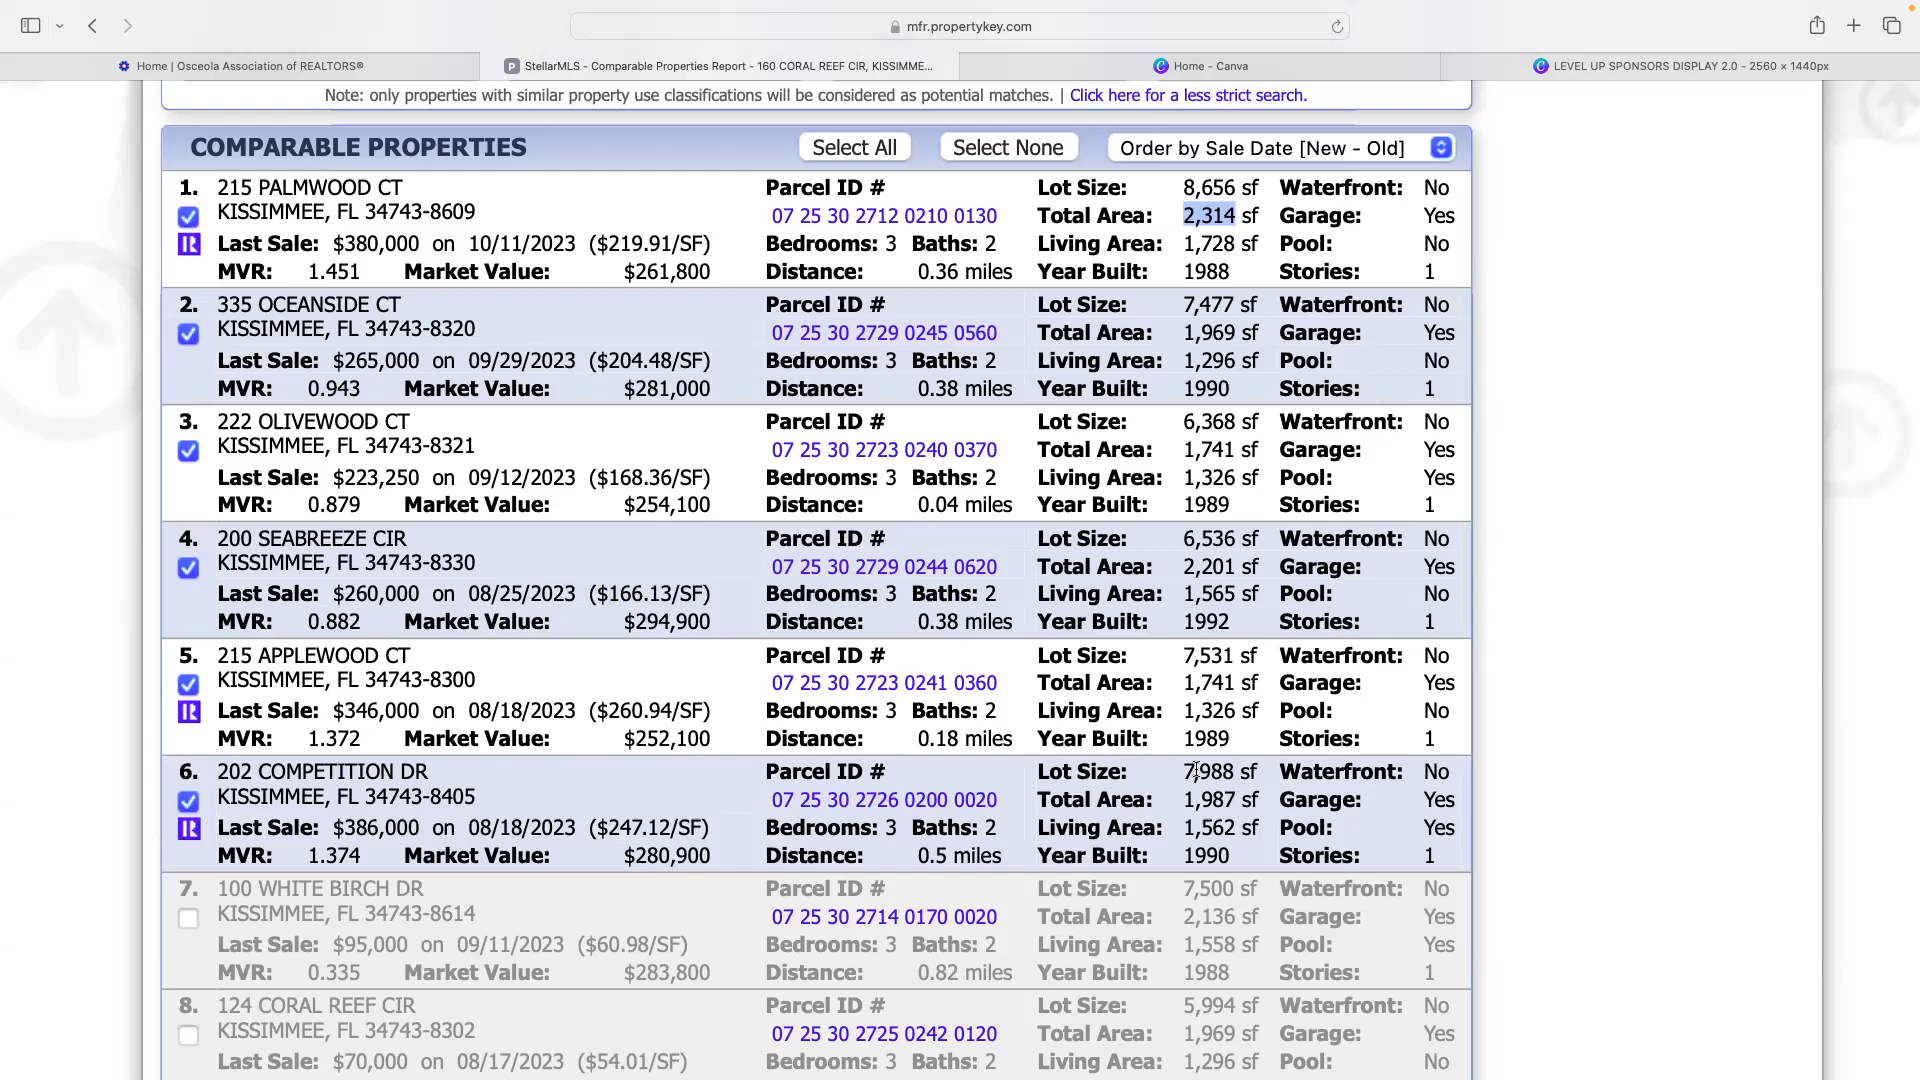 mfr.propertykey.com
Home | Osceola Association of REALTORS®
StellarMLS - Comparable Properties Report - 160 CORAL REEF CIR, KISSIMME...
Home - Canva
LEVEL UP SPONSORS DISPLAY 2.0 - 2560 × 1440px
Note: only properties with similar property use classifications will be considered as potential matches. | Click here for a less strict search.
COMPARABLE PROPERTIES Select All Select None Order by Sale Date [New - Old]
1. 215 PALMWOOD CT Parcel ID # Lot Size: 8,656 sf Waterfront: No
KISSIMMEE, FL 34743-8609 07 25 30 2712 0210 0130 Total Area: 2,314 sf Garage: Yes
Last Sale: $380,000 on 10/11/2023 ($219.91/SF) Bedrooms: 3 Baths: 2 Living Area: 1,728 sf Pool: No
MVR: 1.451 Market Value: $261,800 Distance: 0.36 miles Year Built: 1988 Stories: 1
2. 335 OCEANSIDE CT Parcel ID # Lot Size: 7,477 sf Waterfront: No
KISSIMMEE, FL 34743-8320 07 25 30 2729 0245 0560 Total Area: 1,969 sf Garage: Yes
Last Sale: $265,000 on 09/29/2023 ($204.48/SF) Bedrooms: 3 Baths: 2 Living Area: 1,296 sf Pool: No
MVR: 0.943 Market Value: $281,000 Distance: 0.38 miles Year Built: 1990 Stories: 1
3. 222 OLIVEWOOD CT Parcel ID # Lot Size: 6,368 sf Waterfront: No
KISSIMMEE, FL 34743-8321 07 25 30 2723 0240 0370 Total Area: 1,741 sf Garage: Yes
Last Sale: $223,250 on 09/12/2023 ($168.36/SF) Bedrooms: 3 Baths: 2 Living Area: 1,326 sf Pool: Yes
MVR: 0.879 Market Value: $254,100 Distance: 0.04 miles Year Built: 1989 Stories: 1
4. 200 SEABREEZE CIR Parcel ID # Lot Size: 6,536 sf Waterfront: No
KISSIMMEE, FL 34743-8330 07 25 30 2729 0244 0620 Total Area: 2,201 sf Garage: Yes
Last Sale: $260,000 on 08/25/2023 ($166.13/SF) Bedrooms: 3 Baths: 2 Living Area: 1,565 sf Pool: No
MVR: 0.882 Market Value: $294,900 Distance: 0.38 miles Year Built: 1992 Stories: 1
5. 215 APPLEWOOD CT Parcel ID # Lot Size: 7,531 sf Waterfront: No
KISSIMMEE, FL 34743-8300 07 25 30 2723 0241 0360 Total Area: 1,741 sf Garage: Yes
Last Sale: $346,000 on 08/18/2023 ($260.94/SF) Bedrooms: 3 Baths: 2 Living Area: 1,326 sf Pool: No
MVR: 1.372 Market Value: $252,100 Distance: 0.18 miles Year Built: 1989 Stories: 1
6. 202 COMPETITION DR Parcel ID # Lot Size: 7,988 sf Waterfront: No
KISSIMMEE, FL 34743-8405 07 25 30 2726 0200 0020 Total Area: 1,987 sf Garage: Yes
Last Sale: $386,000 on 08/18/2023 ($247.12/SF) Bedrooms: 3 Baths: 2 Living Area: 1,562 sf Pool: Yes
MVR: 1.374 Market Value: $280,900 Distance: 0.5 miles Year Built: 1990 Stories: 1
7. 100 WHITE BIRCH DR Parcel ID # Lot Size: 7,500 sf Waterfront: No
KISSIMMEE, FL 34743-8614 07 25 30 2714 0170 0020 Total Area: 2,136 sf Garage: Yes
Last Sale: $95,000 on 09/11/2023 ($60.98/SF) Bedrooms: 3 Baths: 2 Living Area: 1,558 sf Pool: Yes
MVR: 0.335 Market Value: $283,800 Distance: 0.82 miles Year Built: 1988 Stories: 1
8. 124 CORAL REEF CIR Parcel ID # Lot Size: 5,994 sf Waterfront: No
KISSIMMEE, FL 34743-8302 07 25 30 2725 0242 0120 Total Area: 1,969 sf Garage: Yes
Last Sale: $70,000 on 08/17/2023 ($54.01/SF) Bedrooms: 3 Baths: 2 Living Area: 1,296 sf Pool: No